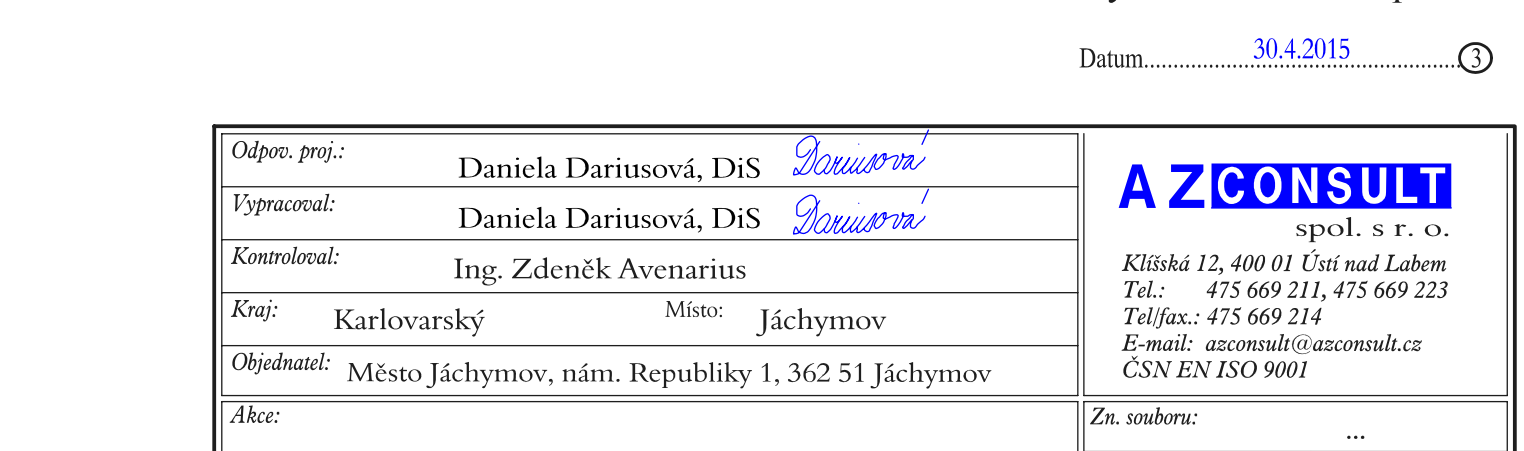 Datum..........30.4.2015..........3
Odpov. proj.: Daniela Dariusová, DiS Dariusová
Vypracoval: Daniela Dariusová, DiS Dariusová
Kontroloval: Ing. Zdeněk Avenarius
Kraj: Karlovarský Místo: Jáchymov
Objednatel: Město Jáchymov, nám. Republiky 1, 362 51 Jáchymov
Akce:
AZCONSULT
spol. s r. o.
Klíšská 12, 400 01 Ústí nad Labem
Tel.: 475 669 211, 475 669 223
Tel/fax.: 475 669 214
E-mail: azconsult@azconsult.cz
ČSN EN ISO 9001
Zn. souboru:
...